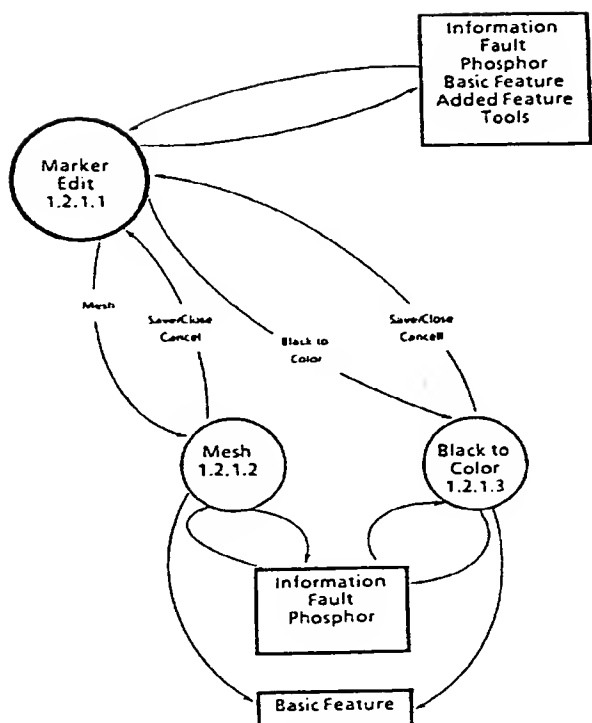 Information
Fault
Phosphor
Basic Feature
Added Feature
Tools
Marker
Edit
1.2.1.1
Mesh
Save/Close
Cancel
Black to
Color
Save/Close
Cancell
Mesh
1.2.1.2
Black to
Color
1.2.1.3
Information
Fault
Phosphor
Basic Feature